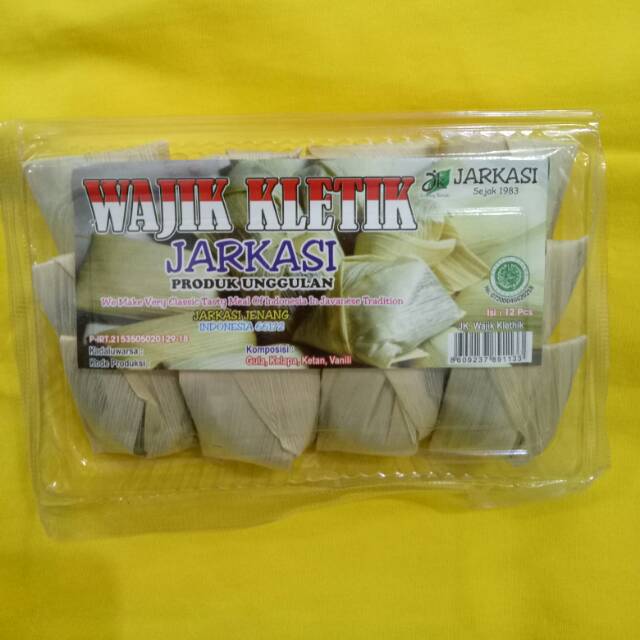 WAJIK KLETIK
JARKASI
PRODUK UNGGULAN
We Make Very Classic Tasty Meal Of Indonesia In Javanese Tradition
JARKASI JENANG
INDONESIA 66172
P-IRT.2153505020129-18
Kadaluwarsa :
Kode Produksi :
Komposisi :
Gula, Kelapa, Ketan, Vanili
JARKASI
Sejak 1983
Isi : 12 Pcs
JK. Wajik Klethik
8609237891133